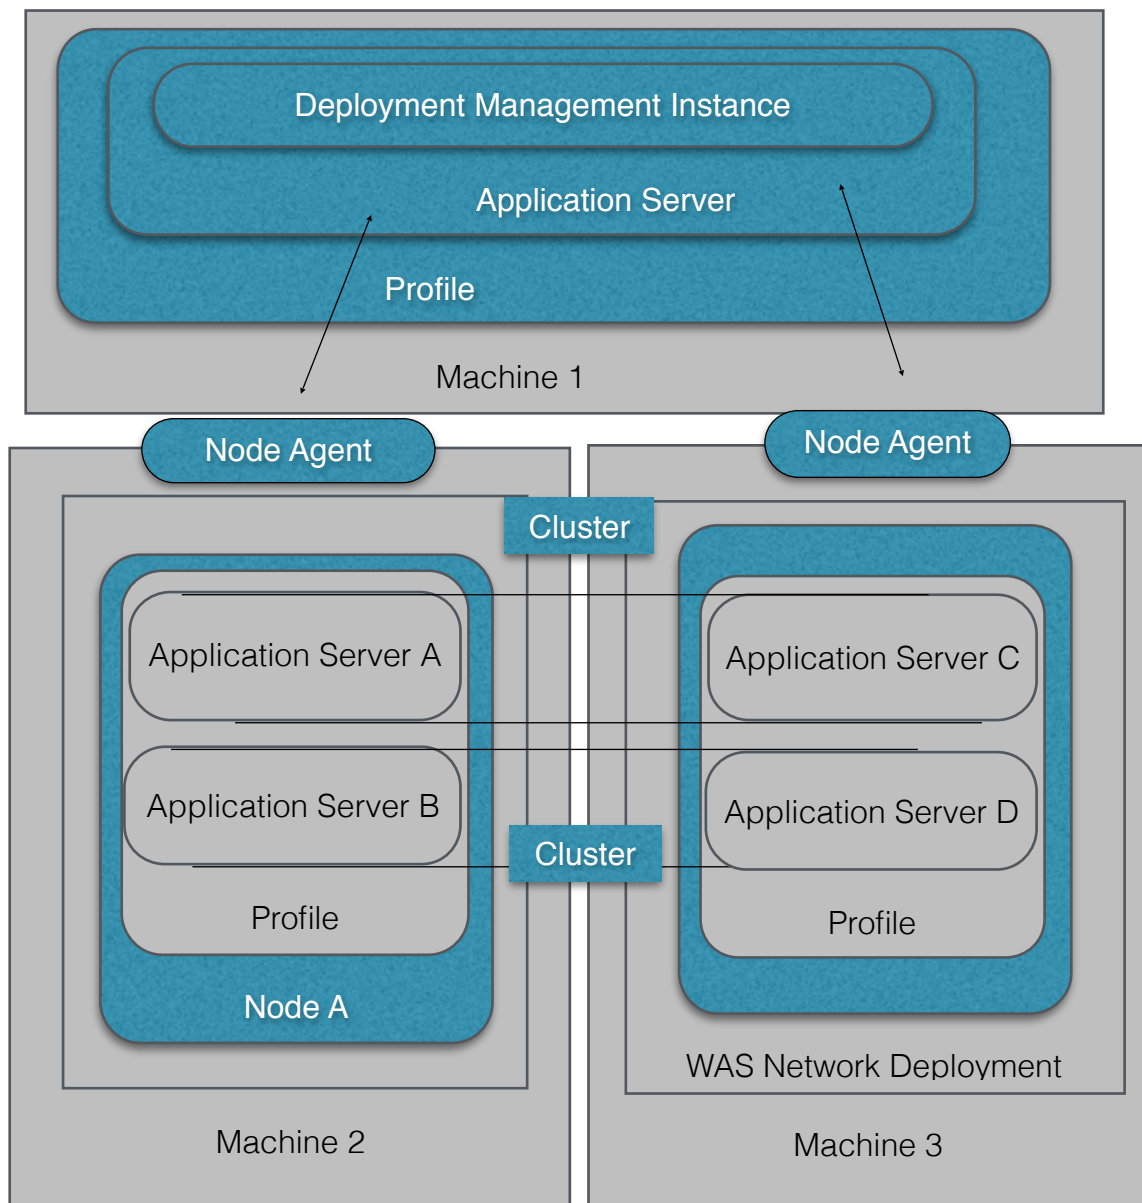 Deployment Management Instance
Application Server
Profile
Machine 1
Node Agent
Node Agent
Cluster
Application Server A
Application Server C
Application Server B
Application Server D
Cluster
Profile
Profile
Node A
WAS Network Deployment
Machine 2
Machine 3